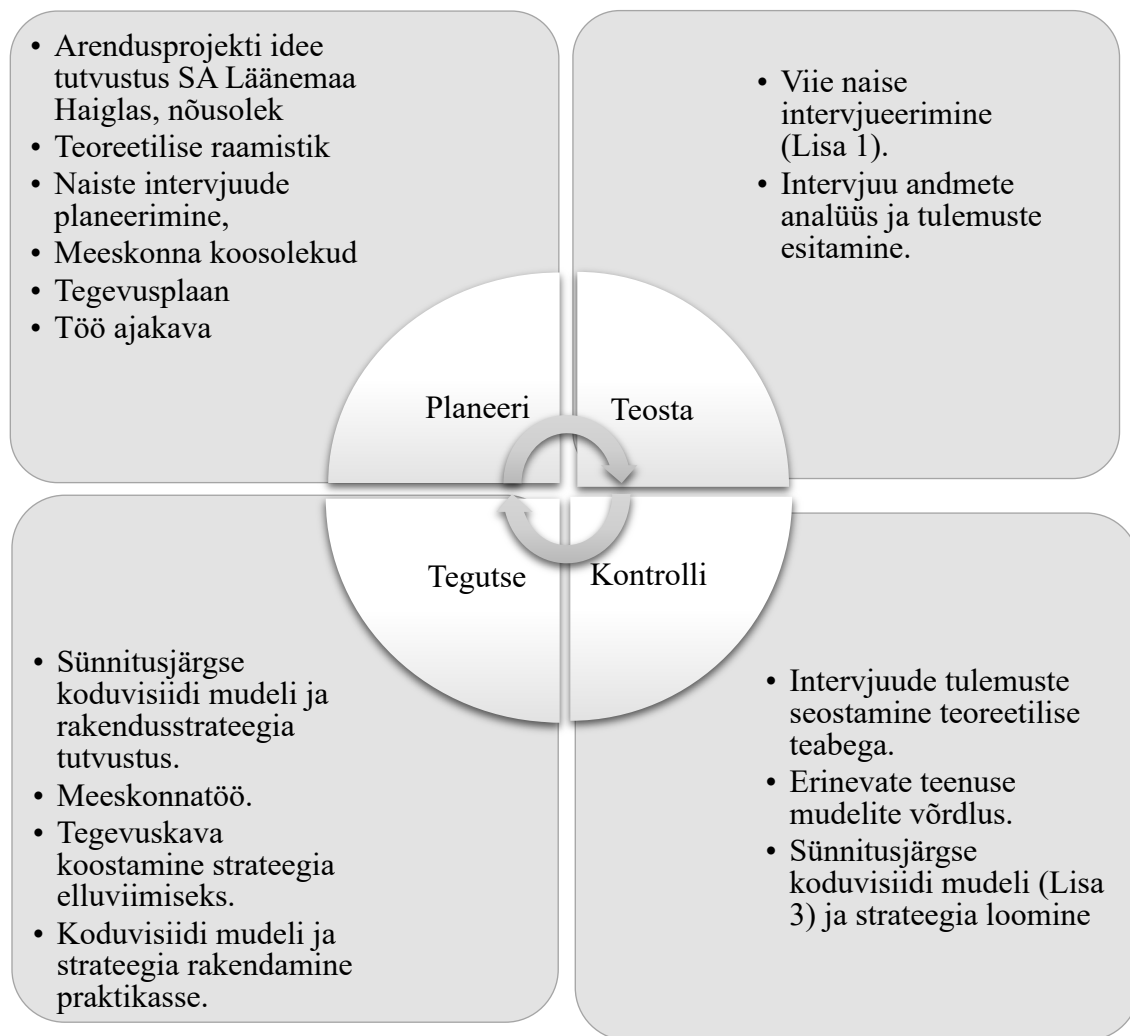 • Arendusprojekti idee
tutvustus SA Läänemaa
Haiglas, nõusolek
• Teoreetilise raamistik
• Naiste intervjuude
planeerimine,
• Meeskonna koosolekud
• Tegevusplaan
• Töö ajakava
• Viie naise
intervjueerimine
(Lisa 1).
• Intervjuu andmete
analüüs ja tulemuste
esitamine.
Planeeri
Teosta
Tegutse
Kontrolli
• Sünnitusjärgse
koduvisiidi mudeli ja
rakendusstrateegia
tutvustus.
• Meeskonnatöö.
• Tegevuskava
koostamine strateegia
elluviimiseks.
• Koduvisiidi mudeli ja
strateegia rakendamine
praktikasse.
• Intervjuude tulemuste
seostamine teoreetilise
teabega.
• Erinevate teenuse
mudelite võrdlus.
• Sünnitusjärgse
koduvisiidi mudeli (Lisa
3) ja strateegia loomine